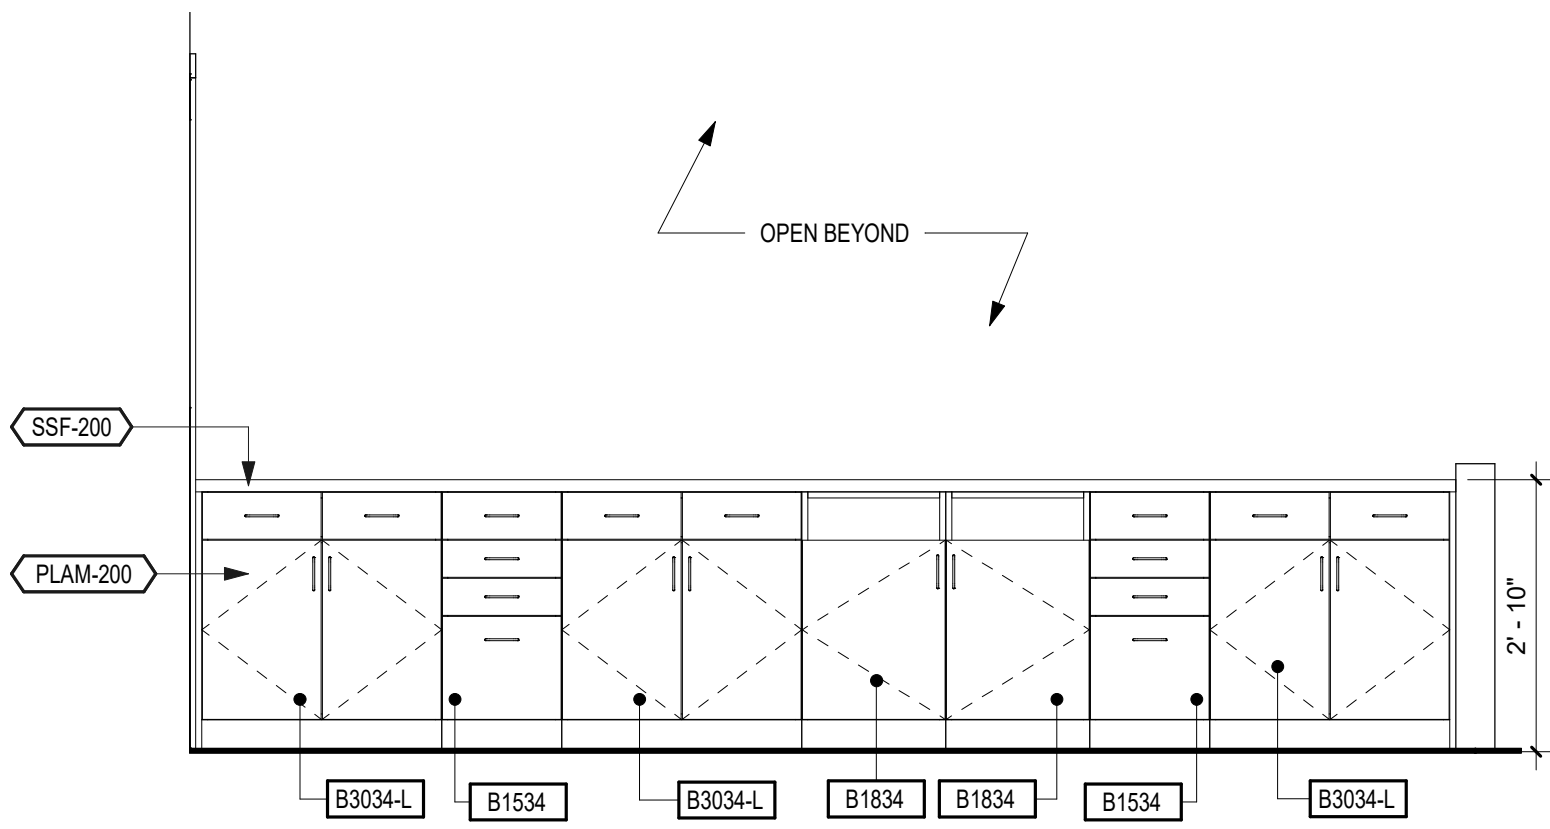 OPEN BEYOND
SSF-200
PLAM-200
2' - 10"
B3034-L
B1534
B3034-L
B1834
B1834
B1534
B3034-L